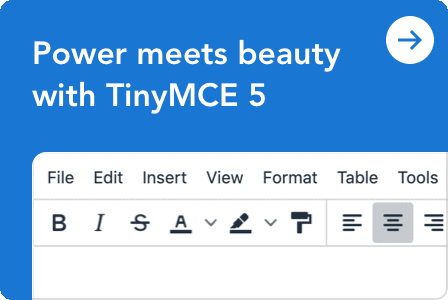 Power meets beauty
with TinyMCE 5
File Edit Insert View Format Table Tools
B I S A